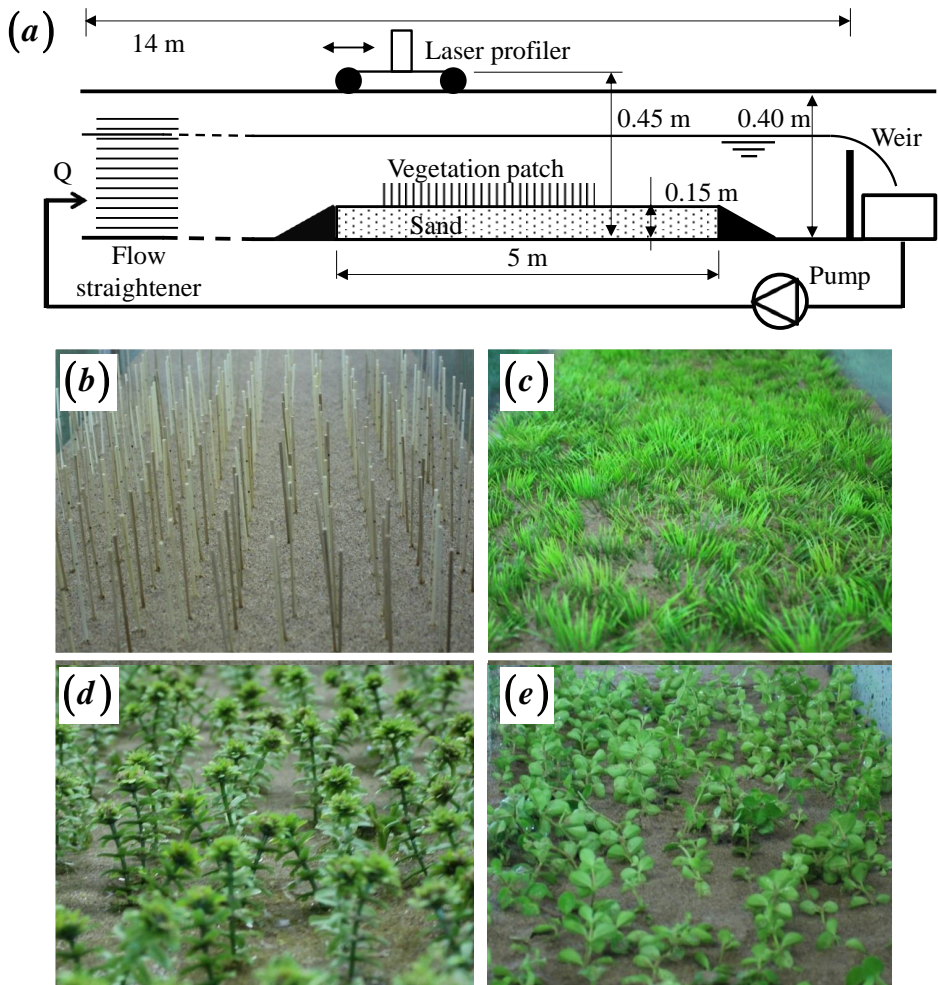 (a)
14 m
Laser profiler
0.45 m
0.40 m
Weir
Q
Vegetation patch
0.15 m
Sand
Flow
straightener
5 m
Pump
(b)
(c)
(d)
(e)